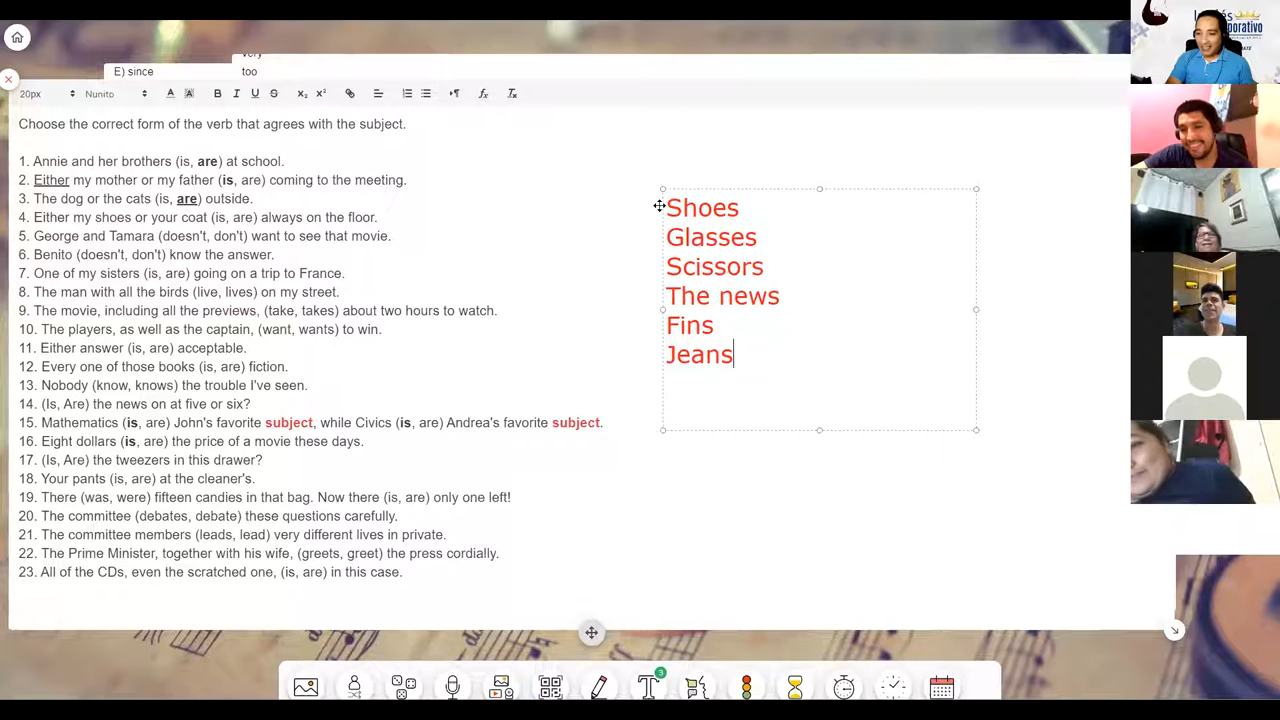 very
E) since
too
20px
Nunito
Choose the correct form of the verb that agrees with the subject.
1. Annie and her brothers (is, are) at school.
2. Either my mother or my father (is, are) coming to the meeting.
3. The dog or the cats (is, are) outside.
4. Either my shoes or your coat (is, are) always on the floor.
5. George and Tamara (doesn't, don't) want to see that movie.
6. Benito (doesn't, don't) know the answer.
7. One of my sisters (is, are) going on a trip to France.
8. The man with all the birds (live, lives) on my street.
9. The movie, including all the previews, (take, takes) about two hours to watch.
10. The players, as well as the captain, (want, wants) to win.
11. Either answer (is, are) acceptable.
12. Every one of those books (is, are) fiction.
13. Nobody (know, knows) the trouble I've seen.
14. (Is, Are) the news on at five or six?
15. Mathematics (is, are) John's favorite subject, while Civics (is, are) Andrea's favorite subject.
16. Eight dollars (is, are) the price of a movie these days.
17. (Is, Are) the tweezers in this drawer?
18. Your pants (is, are) at the cleaner's.
19. There (was, were) fifteen candies in that bag. Now there (is, are) only one left!
20. The committee (debates, debate) these questions carefully.
21. The committee members (leads, lead) very different lives in private.
22. The Prime Minister, together with his wife, (greets, greet) the press cordially.
23. All of the CDs, even the scratched one, (is, are) in this case.
Shoes
Glasses
Scissors
The news
Fins
Jeans
3